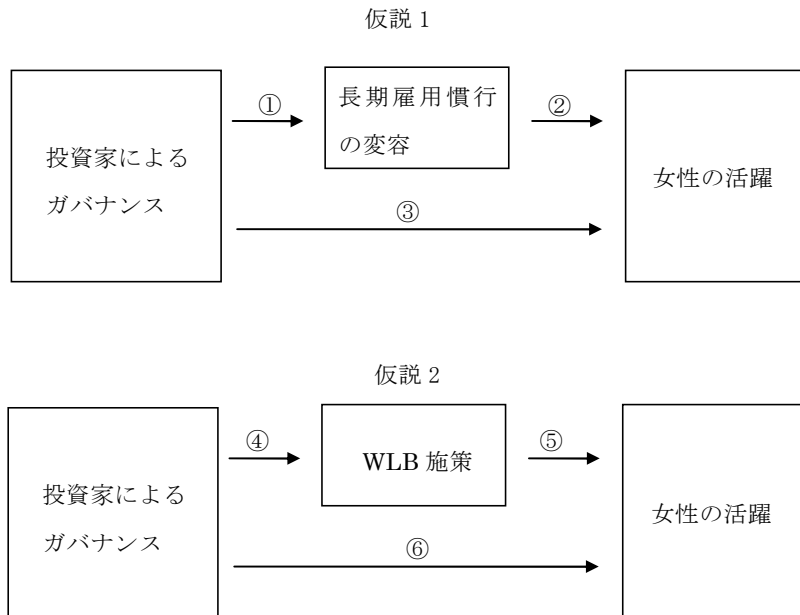 仮説 1
投資家による
ガバナンス
①
長期雇用慣行
の変容
②
③
女性の活躍
仮説 2
投資家による
ガバナンス
④
WLB 施策
⑤
⑥
女性の活躍